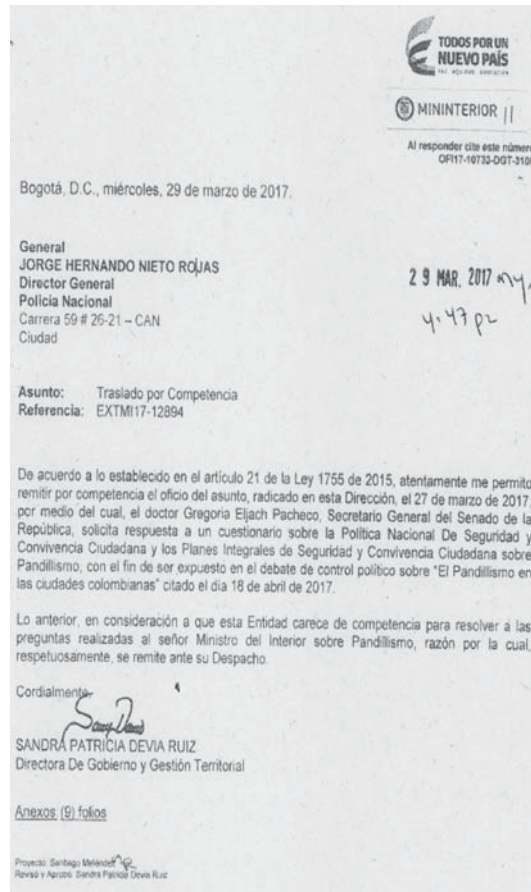 TODOS POR UN
NUEVO PAÍS
PAZ EQUIDAD EDUCACIÓN
MININTERIOR
Al responder cite este número
OFI17-10733-DGT-3100
Bogotá, D.C., miércoles, 29 de marzo de 2017.
General
JORGE HERNANDO NIETO ROJAS
Director General
Policía Nacional
Carrera 59 # 26-21 – CAN
Ciudad
29 MAR. 2017
4:47
Asunto: Traslado por Competencia
Referencia: EXTMI17-12894
De acuerdo a lo establecido en el artículo 21 de la Ley 1755 de 2015, atentamente me permito
remitir por competencia el oficio del asunto, radicado en esta Dirección, el 27 de marzo de 2017;
por medio del cual, el doctor Gregoria Eljach Pacheco, Secretario General del Senado de la
República, solicita respuesta a un cuestionario sobre la Política Nacional De Seguridad y
Convivencia Ciudadana y los Planes Integrales de Seguridad y Convivencia Ciudadana sobre
Pandillismo, con el fin de ser expuesto en el debate de control político sobre "El Pandillismo en
las ciudades colombianas" citado el día 18 de abril de 2017.
Lo anterior, en consideración a que esta Entidad carece de competencia para resolver a las
preguntas realizadas al señor Ministro del Interior sobre Pandillismo, razón por la cual,
respetuosamente, se remite ante su Despacho.
Cordialmente,
SANDRA PATRICIA DEVIA RUIZ
Directora De Gobierno y Gestión Territorial
Anexos (9) folios
Proyectó: Santiago Meléndez
Revisó y Aprobó: Sandra Patricia Devia Ruiz